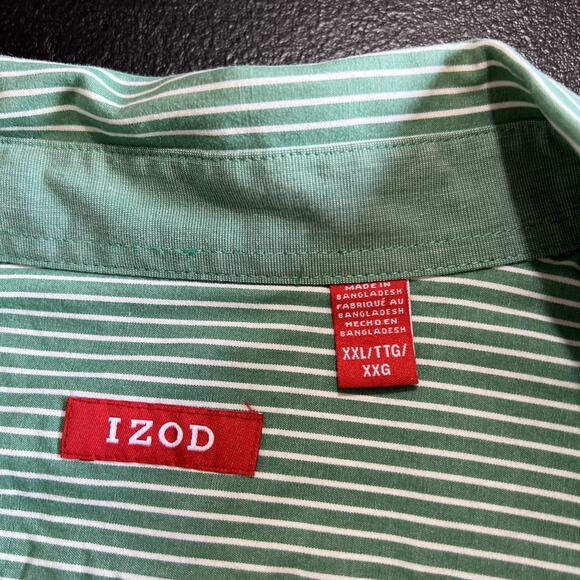 MADE IN
BANGLADESH
FABRIQUÉ AU
BANGLADESH
HECHO EN
BANGLADESH
XXL/TTG/
XXG
IZOD